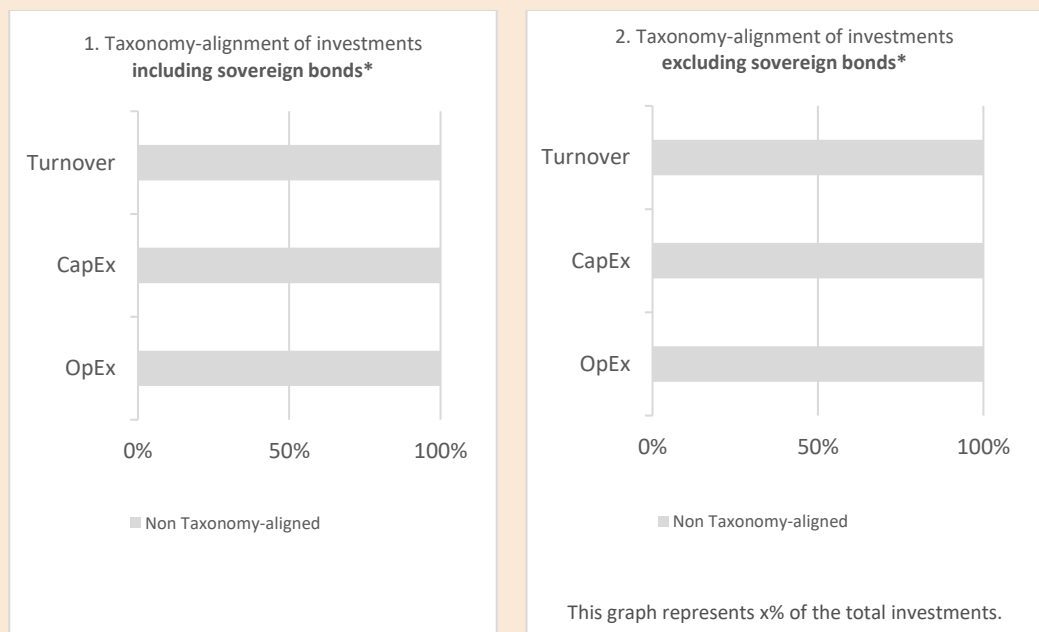 1. Taxonomy-alignment of investments
including sovereign bonds*
Turnover
CapEx
OpEx
0% 50% 100%
Non Taxonomy-aligned
2. Taxonomy-alignment of investments
excluding sovereign bonds*
Turnover
CapEx
OpEx
0% 50% 100%
Non Taxonomy-aligned
This graph represents x% of the total investments.